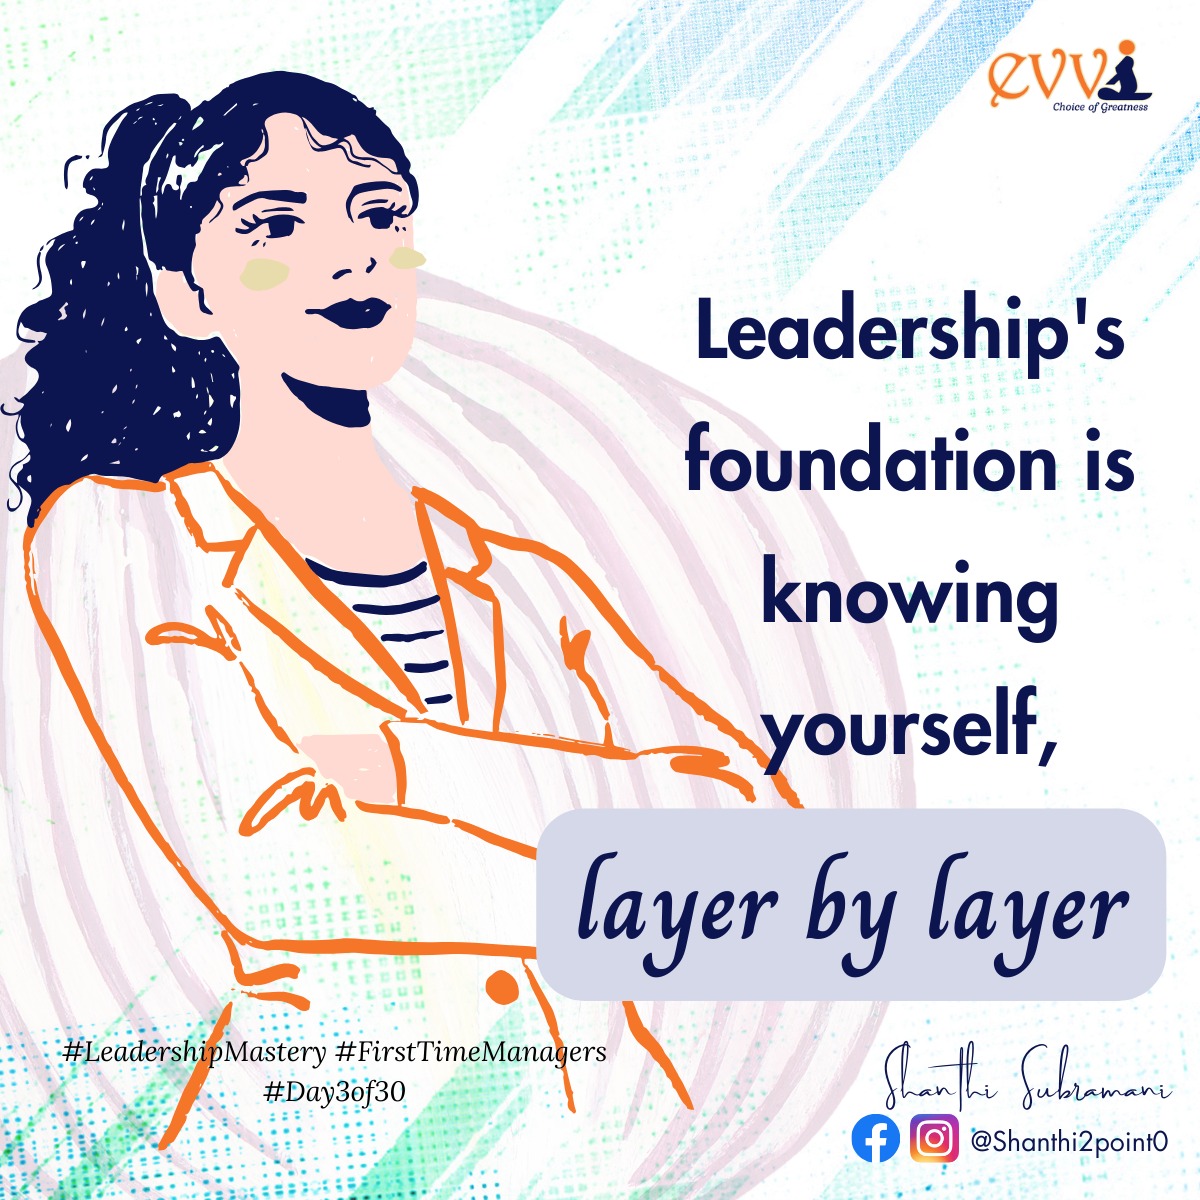 evvi
Choice of Greatness
Leadership's
foundation is
knowing
yourself,
layer by layer
#LeadershipMastery #FirstTimeManagers
#Day3of30
Shanthi Subramani
@Shanthi2point0